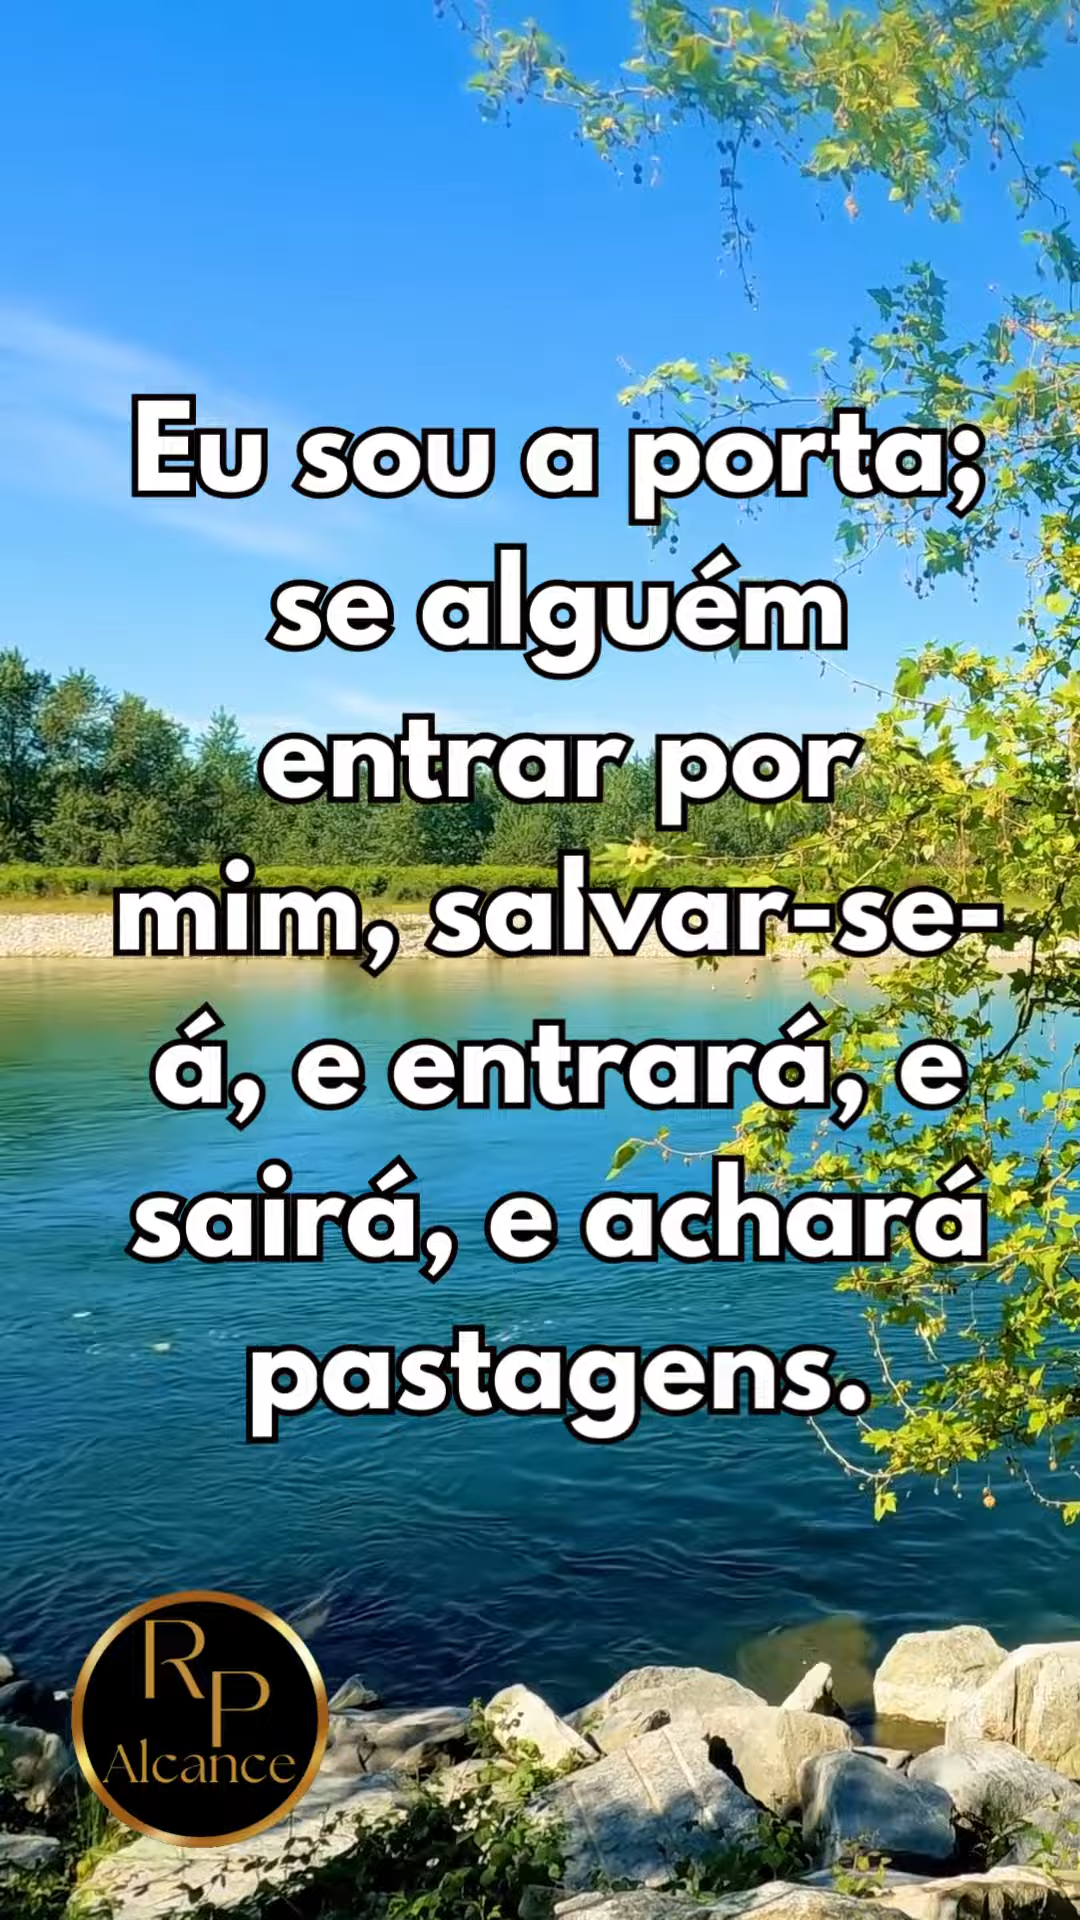 Eu sou a porta;
se alguém
entrar por
mim, salvar-se-
á, e entrará, e
sairá, e achará
pastagens.
RP
Alcance